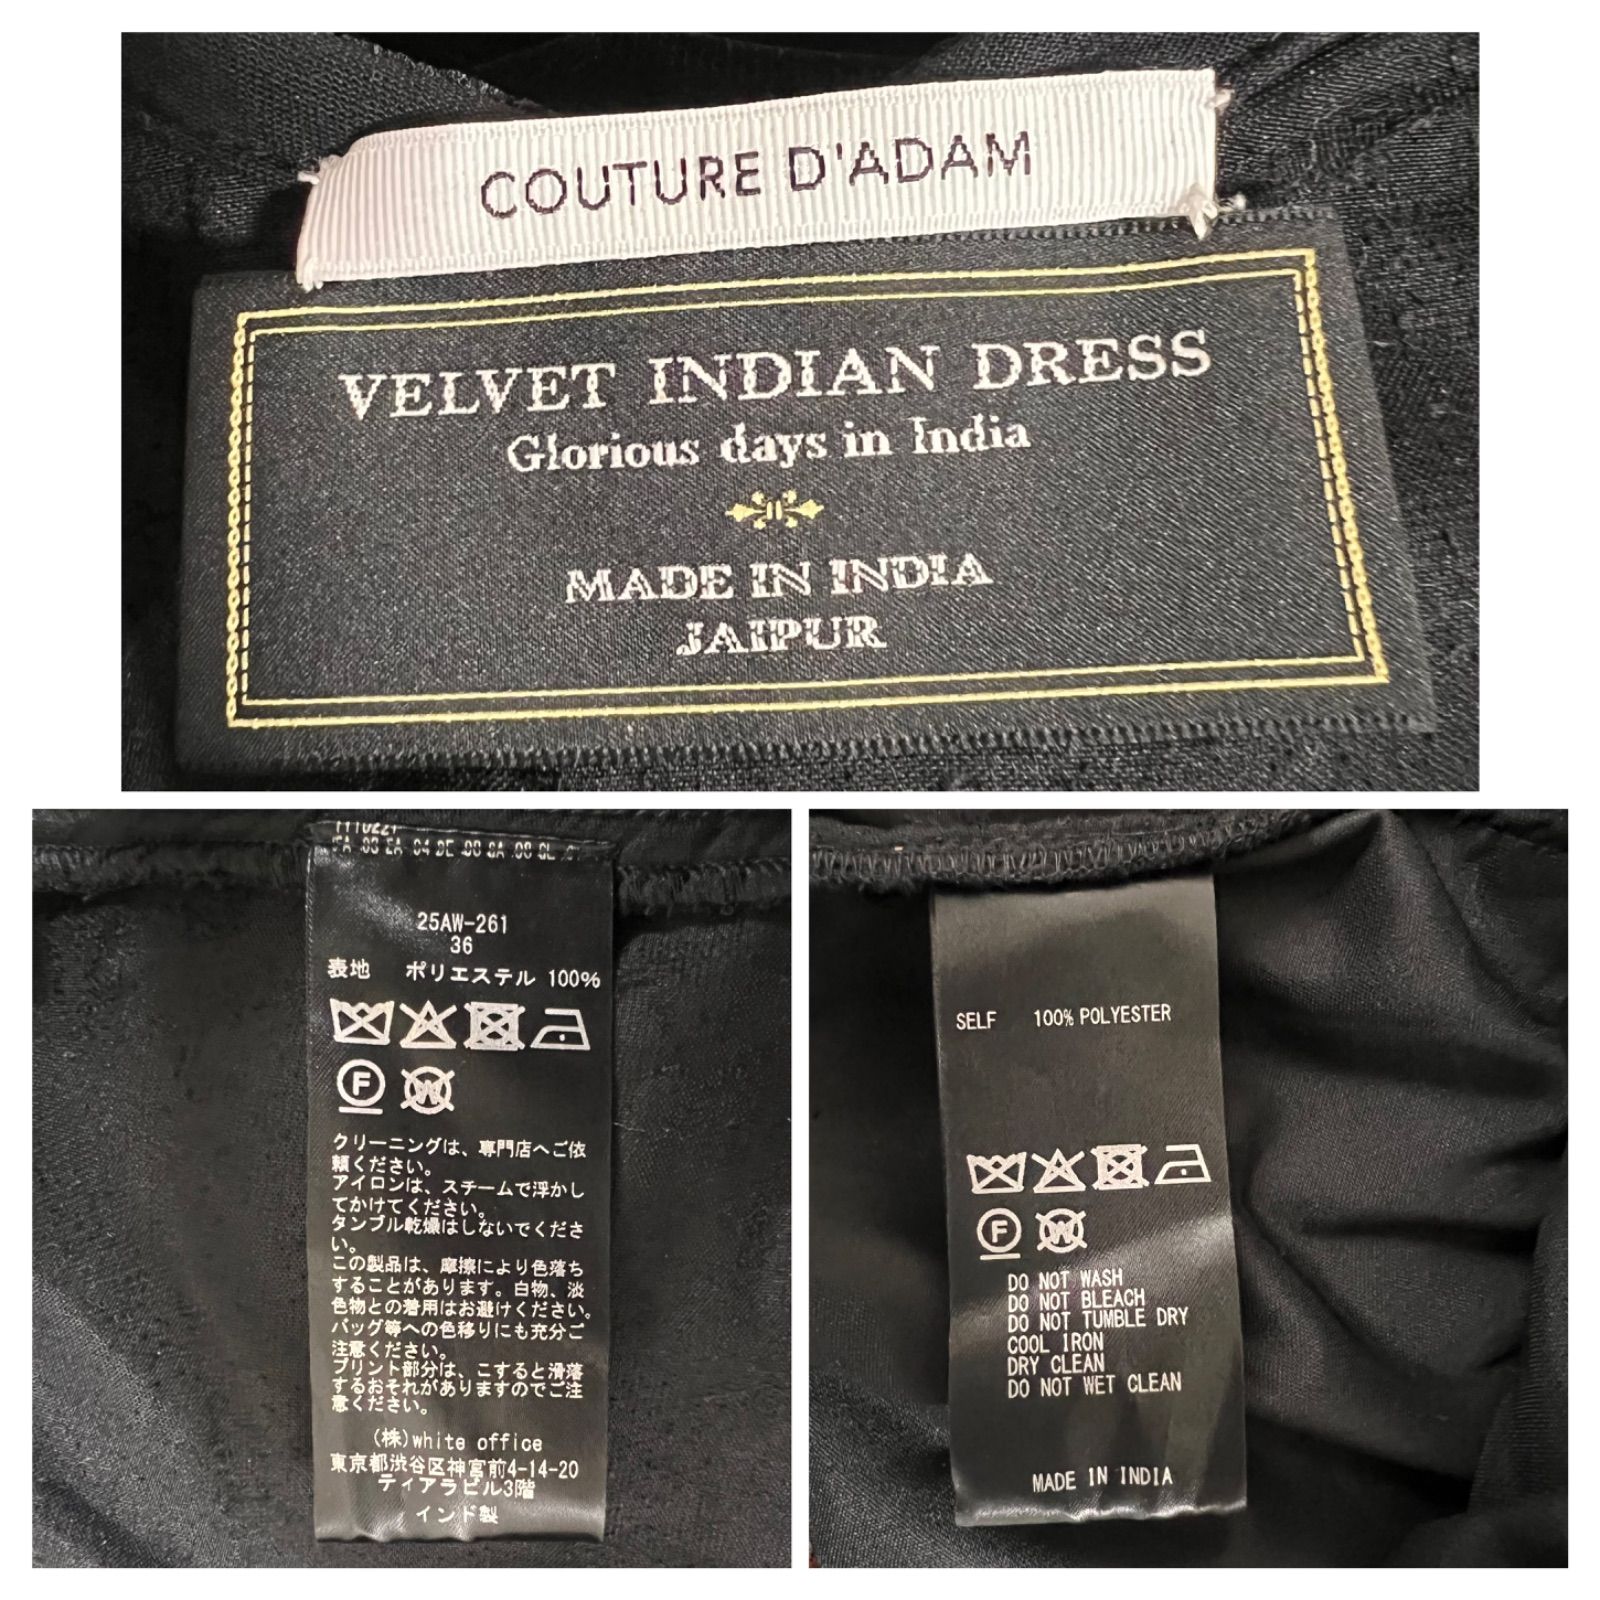 COUTURE D'ADAM
VELVET INDIAN DRESS
Glorious days in India
MADE IN INDIA
JAIPUR
25AW-261
36
表地 ポリエステル 100%
F
W
クリーニングは、専門店へご依
頼ください。
アイロンは、スチームで浮かし
てかけてください。
タンブル乾燥はしないでくださ
い。
この製品は、摩擦により色落ち
することがあります。白物、淡
色物との着用はお避けください。
バッグ等への色移りにも充分ご
注意ください。
プリント部分は、こすると滑落
するおそれがありますのでご注
意ください。
(株)white office
東京都渋谷区神宮前4-14-20
ティアラビル3階
インド製
SELF 100% POLYESTER
F
W
DO NOT WASH
DO NOT BLEACH
DO NOT TUMBLE DRY
COOL IRON
DRY CLEAN
DO NOT WET CLEAN
MADE IN INDIA